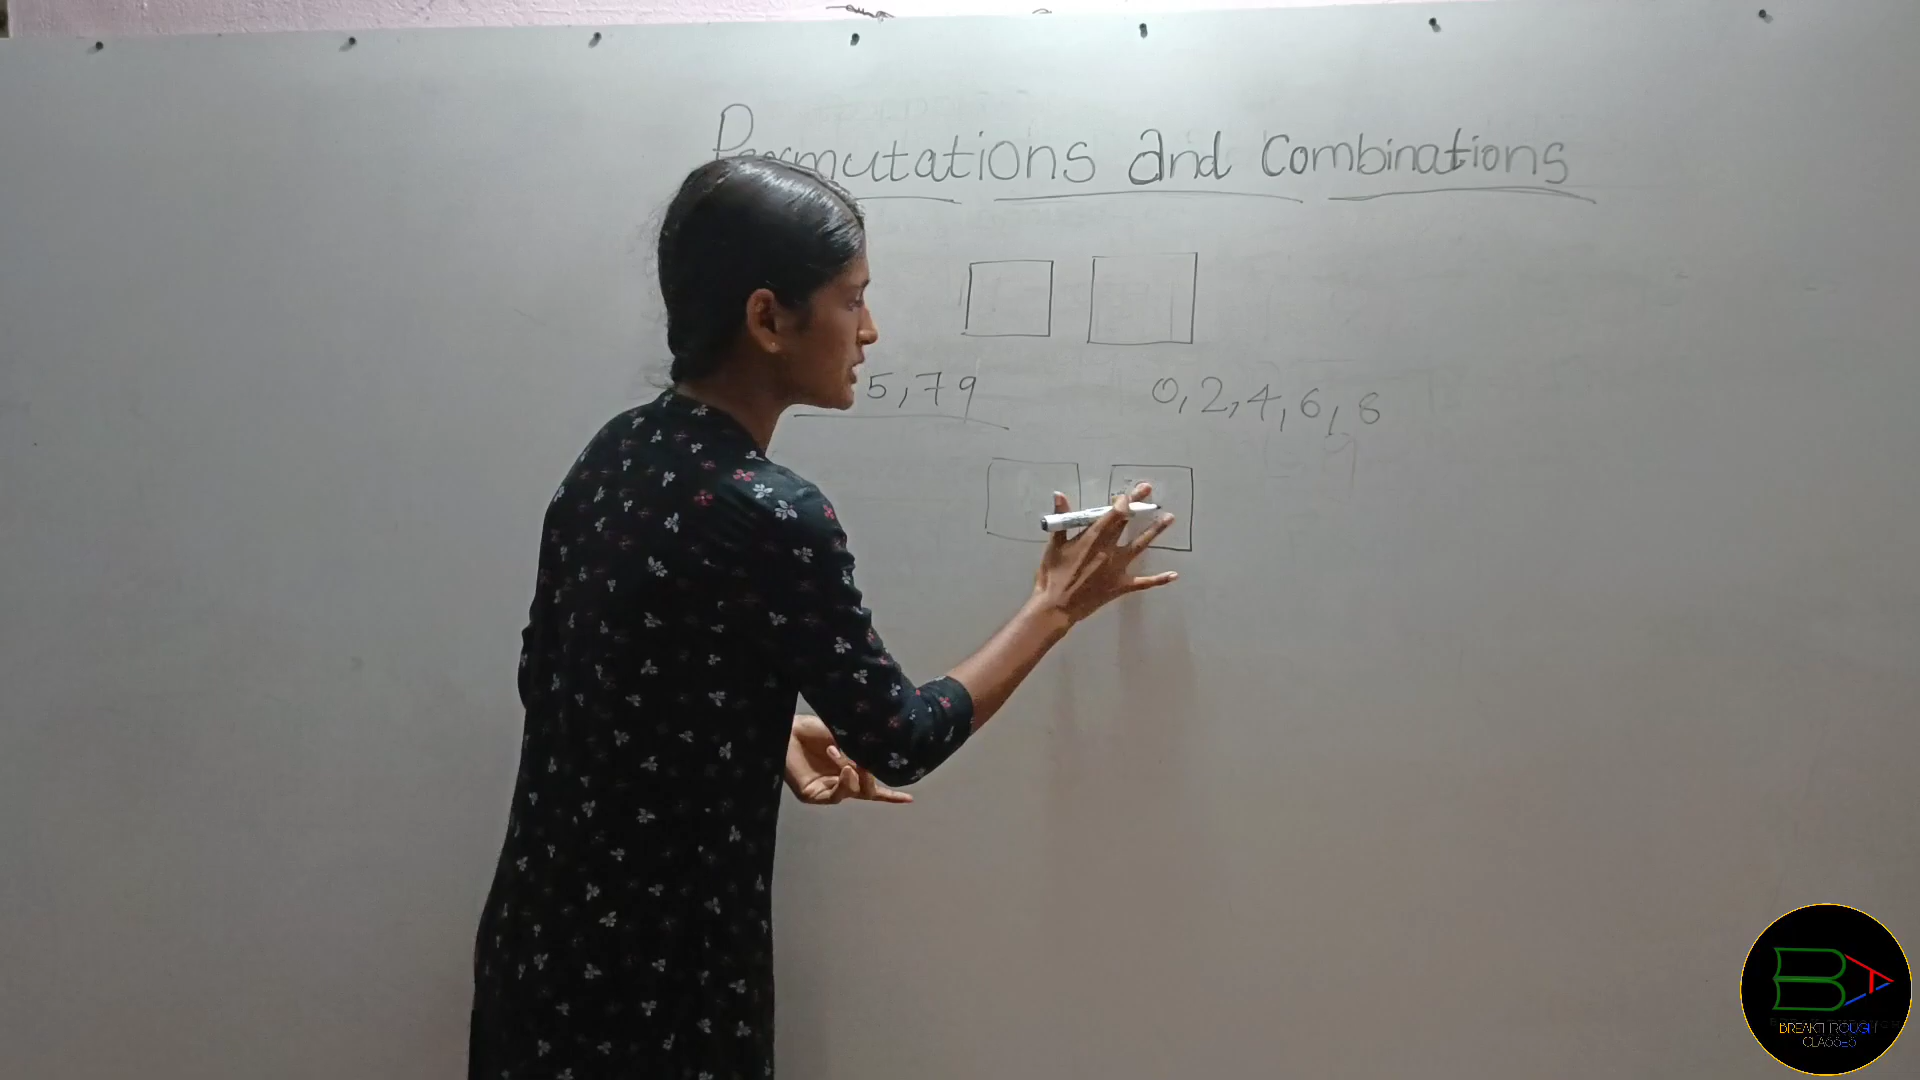 Permutations and Combinations
5, 7 9
0, 2, 4, 6, 8
BREAKTHROUGH
CLASSES